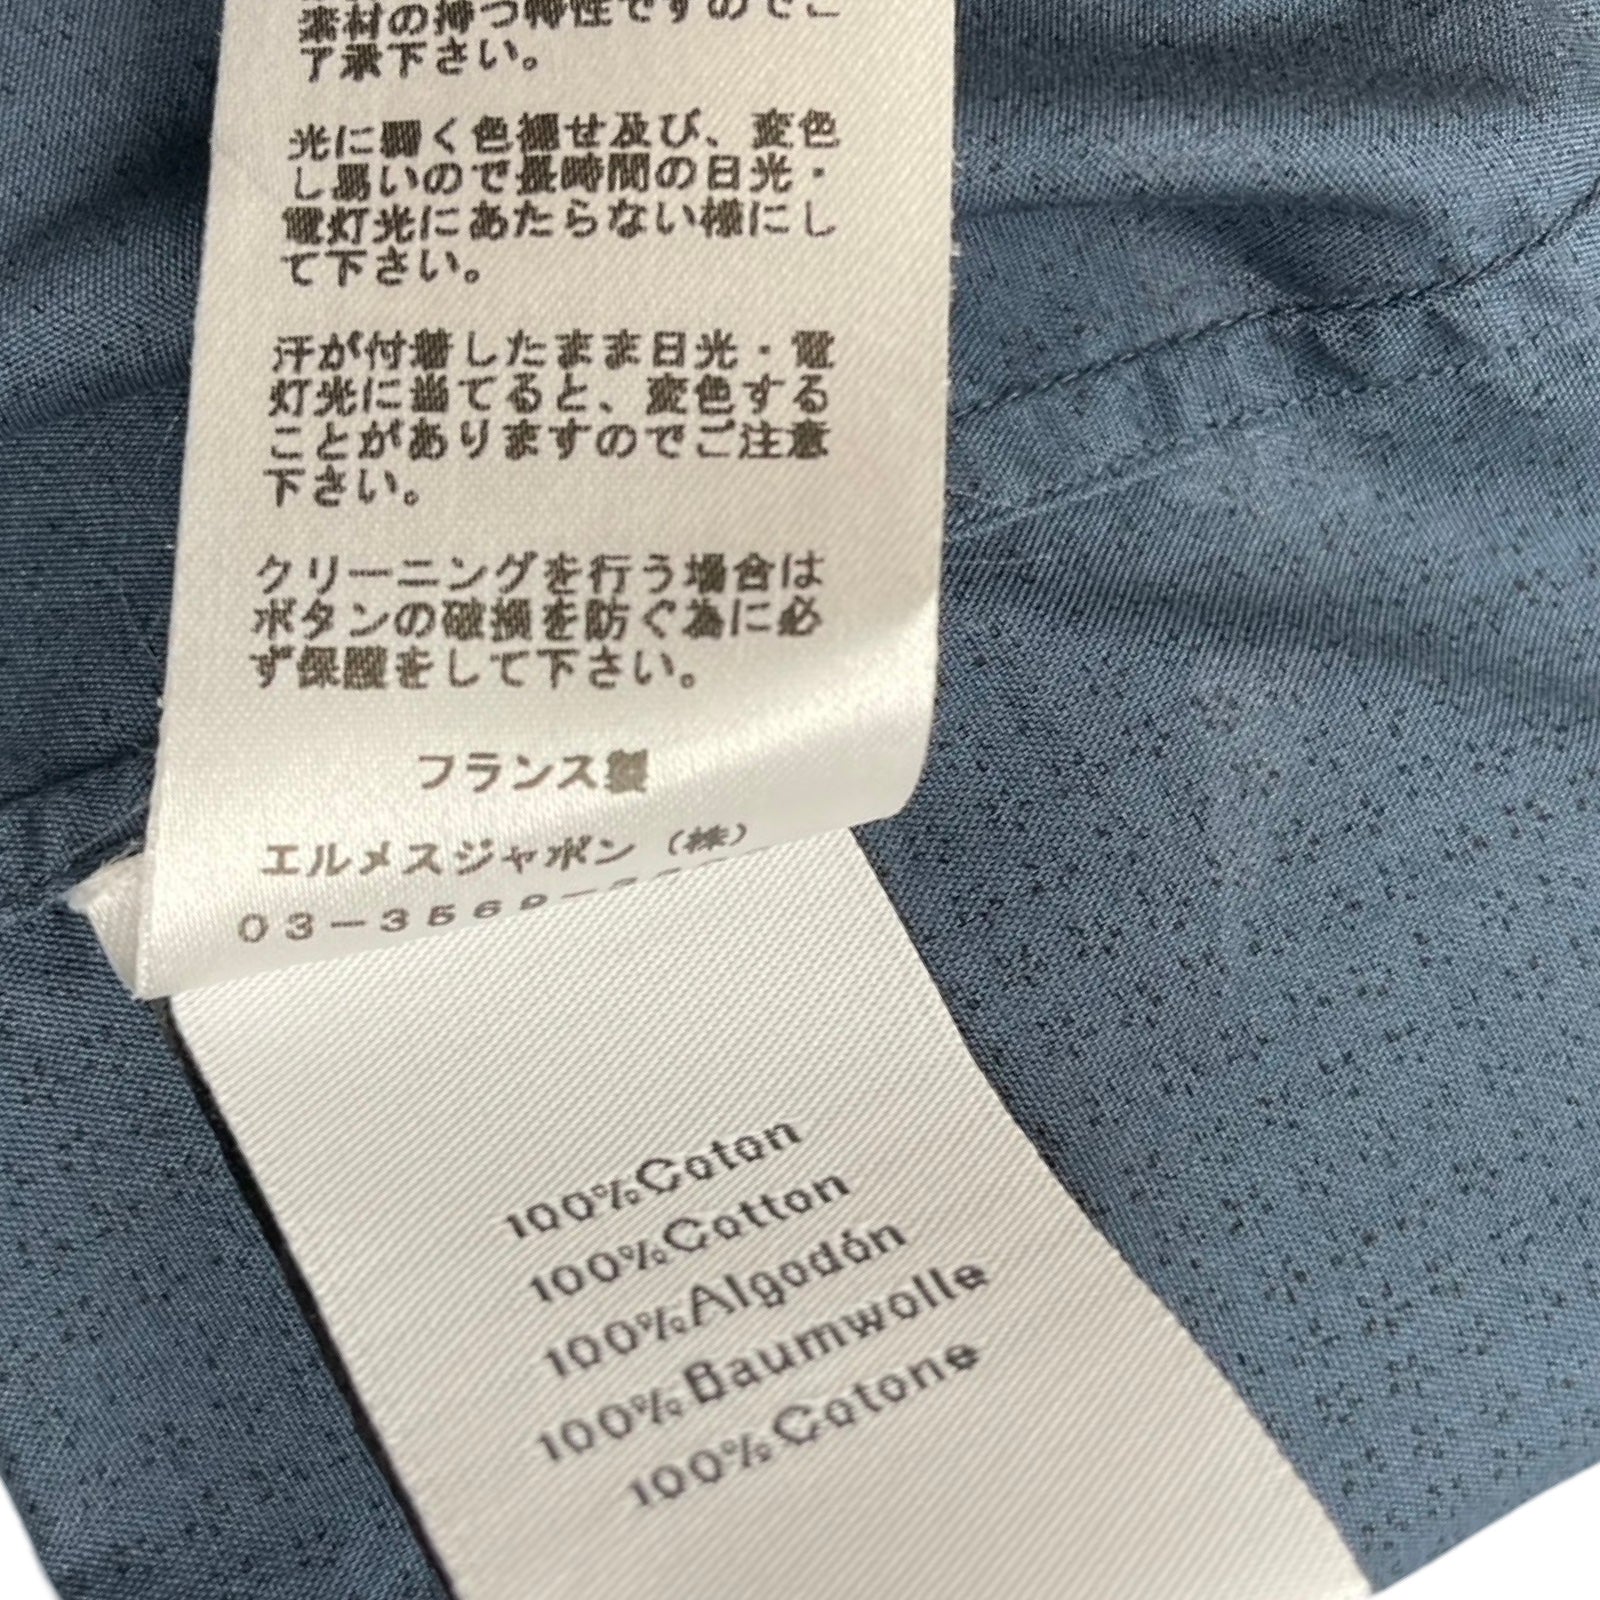 素材の持つ特性ですのでご
了承下さい。
光に弱く色褪せ及び、変色
し易いので長時間の日光・
電灯光にあたらない様にし
て下さい。
汗が付着したまま日光・電
灯光に当てると、変色する
ことがありますのでご注意
下さい。
クリーニングを行う場合は
ボタンの破損を防ぐ為に必
ず保護をして下さい。
フランス製
エルメスジャポン（株）
03-3569-
100%Coton
100%Cotton
100%Algodón
100%Baumwolle
100%Cotone